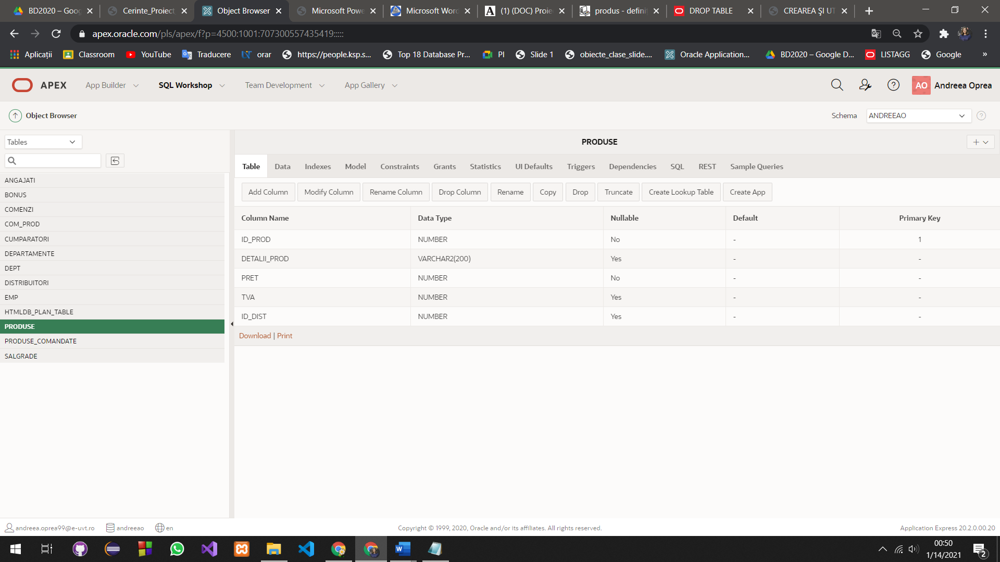 BD2020 – Goog
Cerinte_Proiect
Object Browser
Microsoft Powe
Microsoft Word
(1) (DOC) Proie
produs - definit
DROP TABLE
CREAREA ŞI UT
apex.oracle.com/pls/apex/f?p=4500:1001:707300557435419:::::
Aplicații
Classroom
YouTube
Traducere
orar
https://people.ksp.s...
Top 18 Database Pr...
PI
Slide 1
obiecte_clase_slide....
Oracle Application...
BD2020 – Google D...
LISTAGG
Google
»
APEX
App Builder
SQL Workshop
Team Development
App Gallery
AO
Andreea Oprea
Object Browser
Schema
ANDREEAO
Tables
PRODUSE
Table Data Indexes Model Constraints Grants Statistics UI Defaults Triggers Dependencies SQL REST Sample Queries
Add Column Modify Column Rename Column Drop Column Rename Copy Drop Truncate Create Lookup Table Create App
ANGAJATI
BONUS
COMENZI
COM_PROD
CUMPARATORI
DEPARTAMENTE
DEPT
DISTRIBUITORI
EMP
HTMLDB_PLAN_TABLE
PRODUSE
PRODUSE_COMANDATE
SALGRADE
Column Name Data Type Nullable Default Primary Key
ID_PROD NUMBER No - 1
DETALII_PROD VARCHAR2(200) Yes - -
PRET NUMBER No - -
TVA NUMBER Yes - -
ID_DIST NUMBER Yes - -
Download | Print
andreea.oprea99@e-uvt.ro
andreeao
en
Copyright © 1999, 2020, Oracle and/or its affiliates. All rights reserved.
Application Express 20.2.0.00.20
00:50
1/14/2021
2